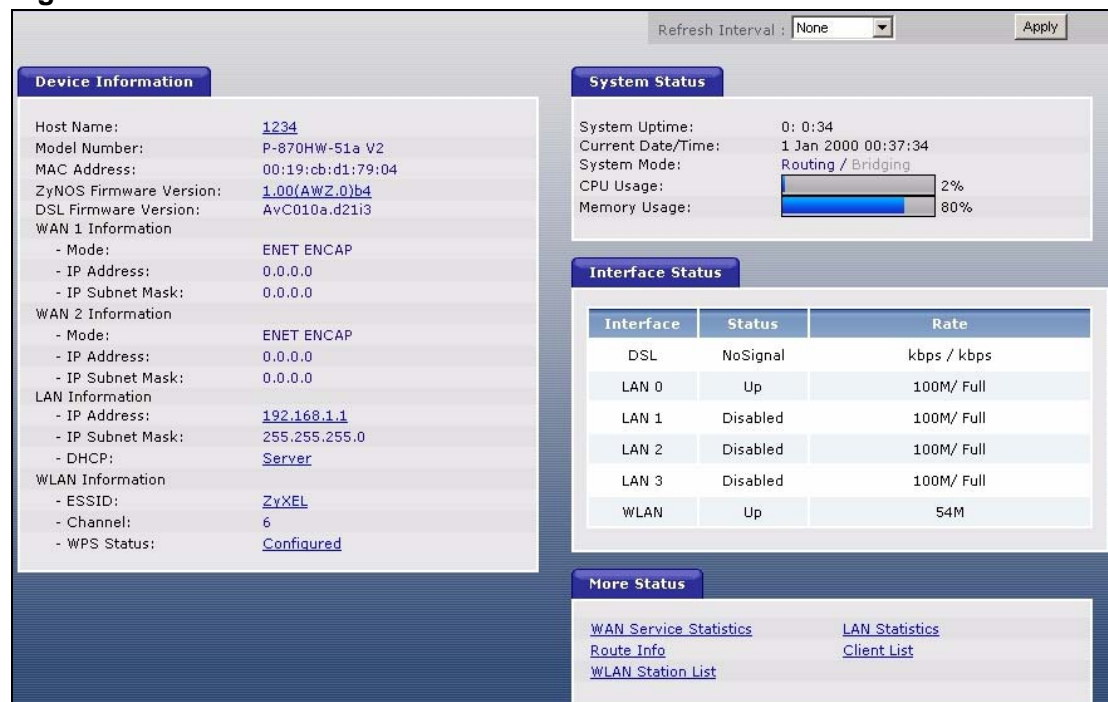 Refresh Interval : None Apply
Device Information
Host Name: 1234
Model Number: P-870HW-51a V2
MAC Address: 00:19:cb:d1:79:04
ZyNOS Firmware Version: 1.00(AWZ.0)b4
DSL Firmware Version: AvC010a.d21i3
WAN 1 Information
- Mode: ENET ENCAP
- IP Address: 0.0.0.0
- IP Subnet Mask: 0.0.0.0
WAN 2 Information
- Mode: ENET ENCAP
- IP Address: 0.0.0.0
- IP Subnet Mask: 0.0.0.0
LAN Information
- IP Address: 192.168.1.1
- IP Subnet Mask: 255.255.255.0
- DHCP: Server
WLAN Information
- ESSID: ZyXEL
- Channel: 6
- WPS Status: Configured
System Status
System Uptime: 0: 0:34
Current Date/Time: 1 Jan 2000 00:37:34
System Mode: Routing / Bridging
CPU Usage: 2%
Memory Usage: 80%
Interface Status
Interface Status Rate
DSL NoSignal kbps / kbps
LAN 0 Up 100M/ Full
LAN 1 Disabled 100M/ Full
LAN 2 Disabled 100M/ Full
LAN 3 Disabled 100M/ Full
WLAN Up 54M
More Status
WAN Service Statistics LAN Statistics
Route Info Client List
WLAN Station List